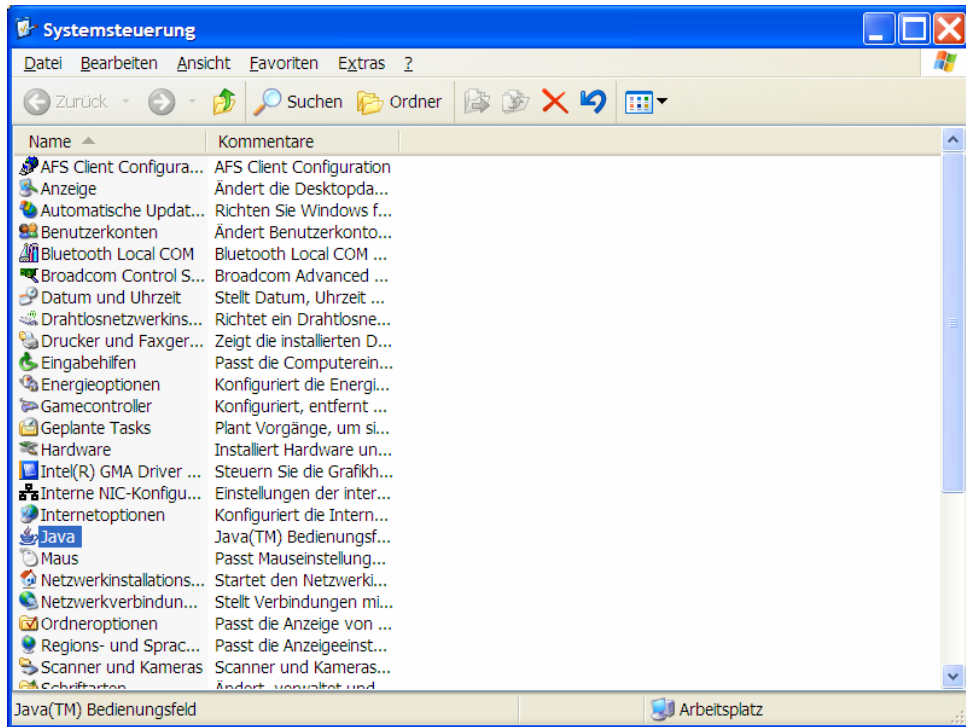 Systemsteuerung
Datei Bearbeiten Ansicht Favoriten Extras ?
Zurück Suchen Ordner
Name Kommentare
AFS Client Configura... AFS Client Configuration
Anzeige Ändert die Desktopda...
Automatische Updat... Richten Sie Windows f...
Benutzerkonten Ändert Benutzerkonto...
Bluetooth Local COM Bluetooth Local COM ...
Broadcom Control S... Broadcom Advanced ...
Datum und Uhrzeit Stellt Datum, Uhrzeit ...
Drahtlosnetzwerkins... Richtet ein Drahtlosne...
Drucker und Faxger... Zeigt die installierten D...
Eingabehilfen Passt die Computerein...
Energieoptionen Konfiguriert die Energi...
Gamecontroller Konfiguriert, entfernt ...
Geplante Tasks Plant Vorgänge, um si...
Hardware Installiert Hardware un...
Intel(R) GMA Driver ... Steuern Sie die Grafikh...
Interne NIC-Konfigu... Einstellungen der inter...
Internetoptionen Konfiguriert die Intern...
Java Java(TM) Bedienungsf...
Maus Passt Mauseinstellung...
Netzwerkinstallations... Startet den Netzwerki...
Netzwerkverbindun... Stellt Verbindungen mi...
Ordneroptionen Passt die Anzeige von ...
Regions- und Sprac... Passt die Anzeigeeinst...
Scanner und Kameras Scanner und Kameras...
Schriftarten Ändert, verwaltet und
Java(TM) Bedienungsfeld Arbeitsplatz